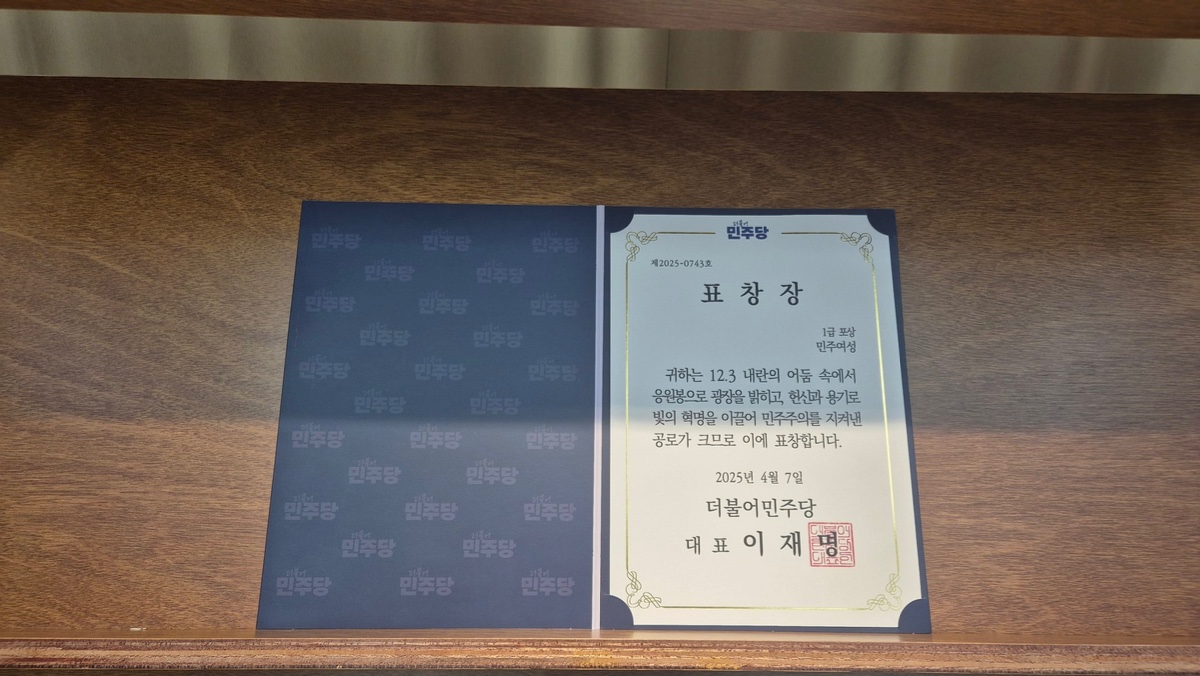 더불어
민주당
제2025-0743호
표 창 장
1급 포상
민주여성
귀하는 12.3 내란의 어둠 속에서
응원봉으로 광장을 밝히고, 헌신과 용기로
빛의 혁명을 이끌어 민주주의를 지켜낸
공로가 크므로 이에 표창합니다.
2025년 4월 7일
더불어민주당
대 표 이 재 명